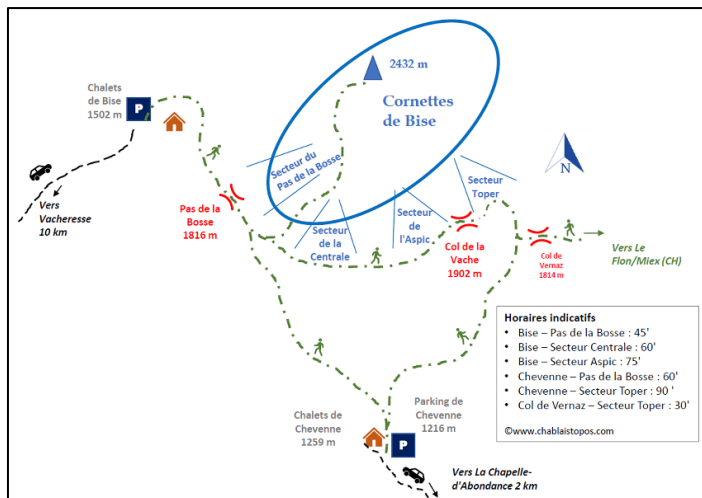 2432 m
Cornettes
de Bise
Chalets
de Bise
1502 m
P
Vers
Vacheresse
10 km
Secteur du
Pas de la Bosse
Pas de la
Bosse
1816 m
Secteur
de la
Centrale
Secteur
de
l'Aspic
Secteur
Toper
N
Col de la
Vache
1902 m
Col de
Vernaz
1814 m
Vers Le
Flon/Miex (CH)
Horaires indicatifs
• Bise – Pas de la Bosse : 45'
• Bise – Secteur Centrale : 60'
• Bise – Secteur Aspic : 75'
• Chevenne – Pas de la Bosse : 60'
• Chevenne – Secteur Toper : 90 '
• Col de Vernaz – Secteur Toper : 30'
©www.chablaistopos.com
Chalets de
Chevenne
1259 m
Parking de
Chevenne
1216 m
P
Vers La Chapelle-
d'Abondance 2 km